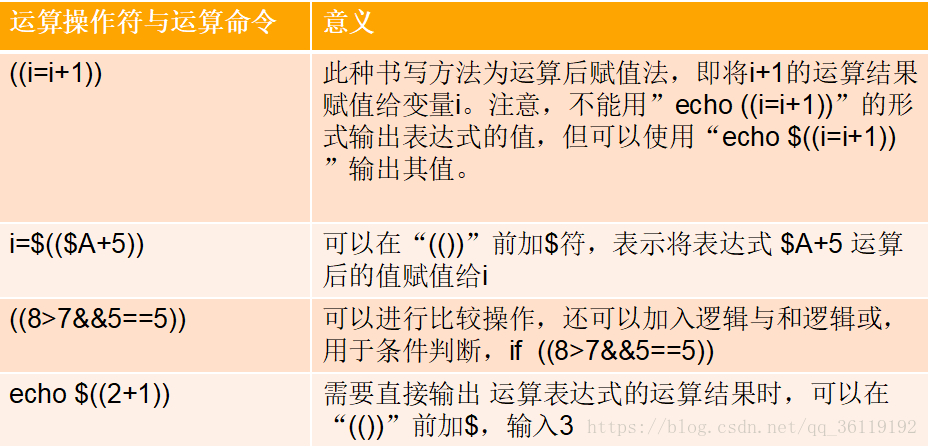 运算操作符与运算命令
意义
((i=i+1))
此种书写方法为运算后赋值法，即将i+1的运算结果
赋值给变量i。注意，不能用”echo ((i=i+1))”的形
式输出表达式的值，但可以使用“echo $((i=i+1))
”输出其值。
i=$(($A+5))
可以在“(())”前加$符，表示将表达式 $A+5 运算
后的值赋值给i
((8>7&&5==5))
可以进行比较操作，还可以加入逻辑与和逻辑或，
用于条件判断，if ((8>7&&5==5))
echo $((2+1))
需要直接输出 运算表达式的运算结果时，可以在
“(())”前加$，输入3
https://blog.csdn.net/qq_36119192